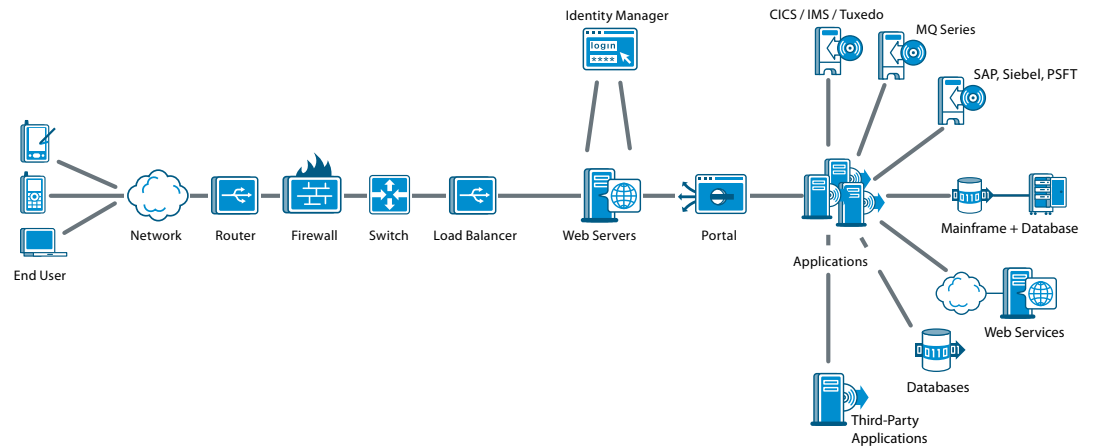 Identity Manager
CICS / IMS / Tuxedo
MQ Series
SAP, Siebel, PSFT
login
****
Network
Router
Firewall
Switch
Load Balancer
Web Servers
Portal
Applications
Mainframe + Database
End User
Web Services
0110
Databases
Third-Party
Applications